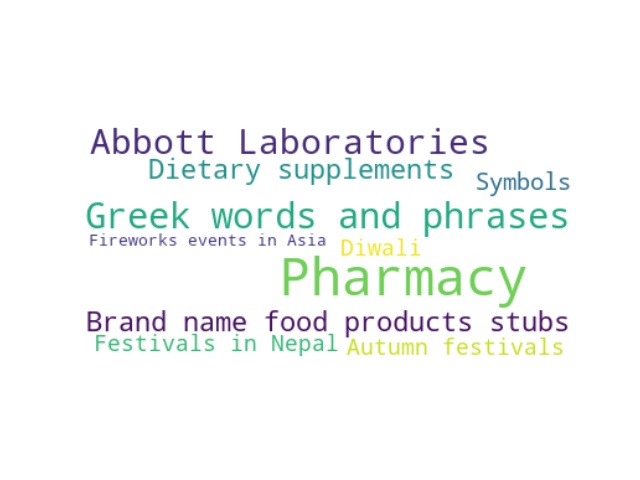 Abbott Laboratories
Dietary supplements
Symbols
Greek words and phrases
Fireworks events in Asia
Diwali
Pharmacy
Brand name food products stubs
Festivals in Nepal
Autumn festivals